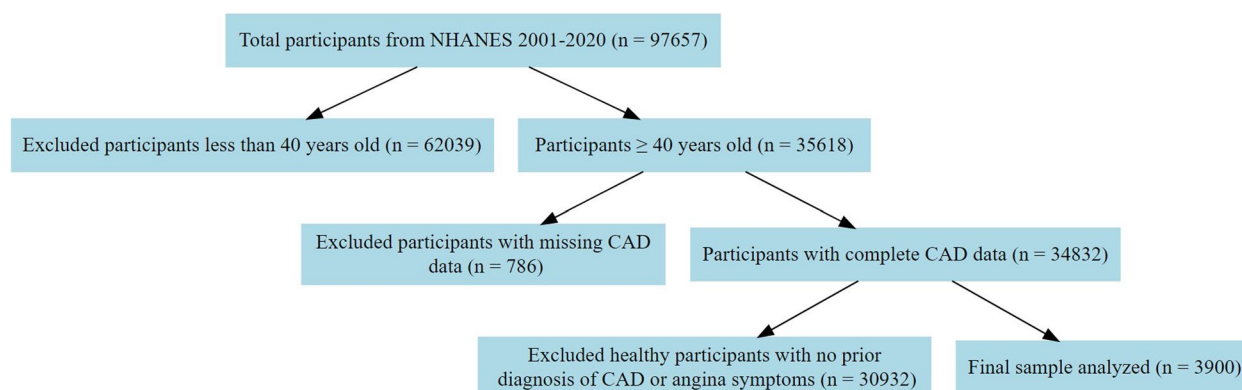 Total participants from NHANES 2001-2020 (n = 97657)
Excluded participants less than 40 years old (n = 62039)
Participants ≥ 40 years old (n = 35618)
Excluded participants with missing CAD
data (n = 786)
Participants with complete CAD data (n = 34832)
Excluded healthy participants with no prior
diagnosis of CAD or angina symptoms (n = 30932)
Final sample analyzed (n = 3900)